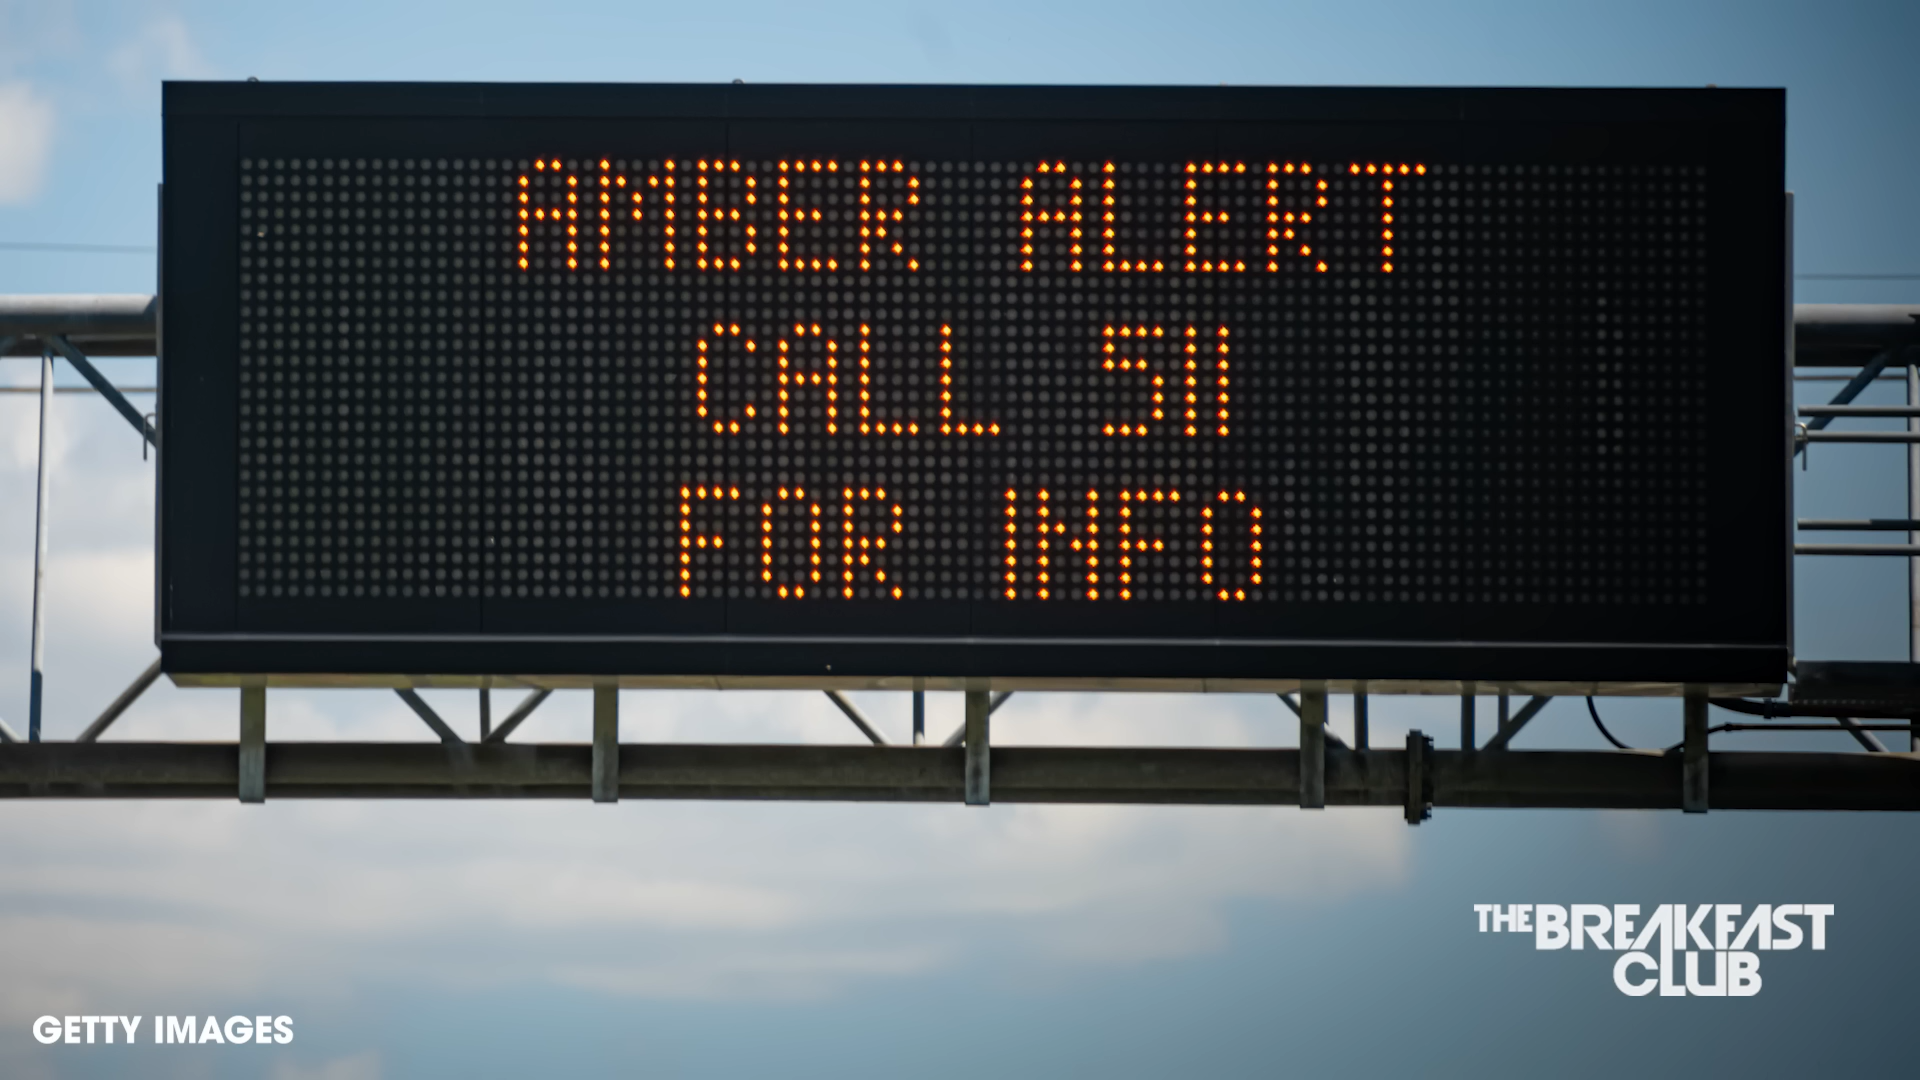 AMBER ALERT
CALL 511
FOR INFO
THE BREAKFAST
CLUB
GETTY IMAGES